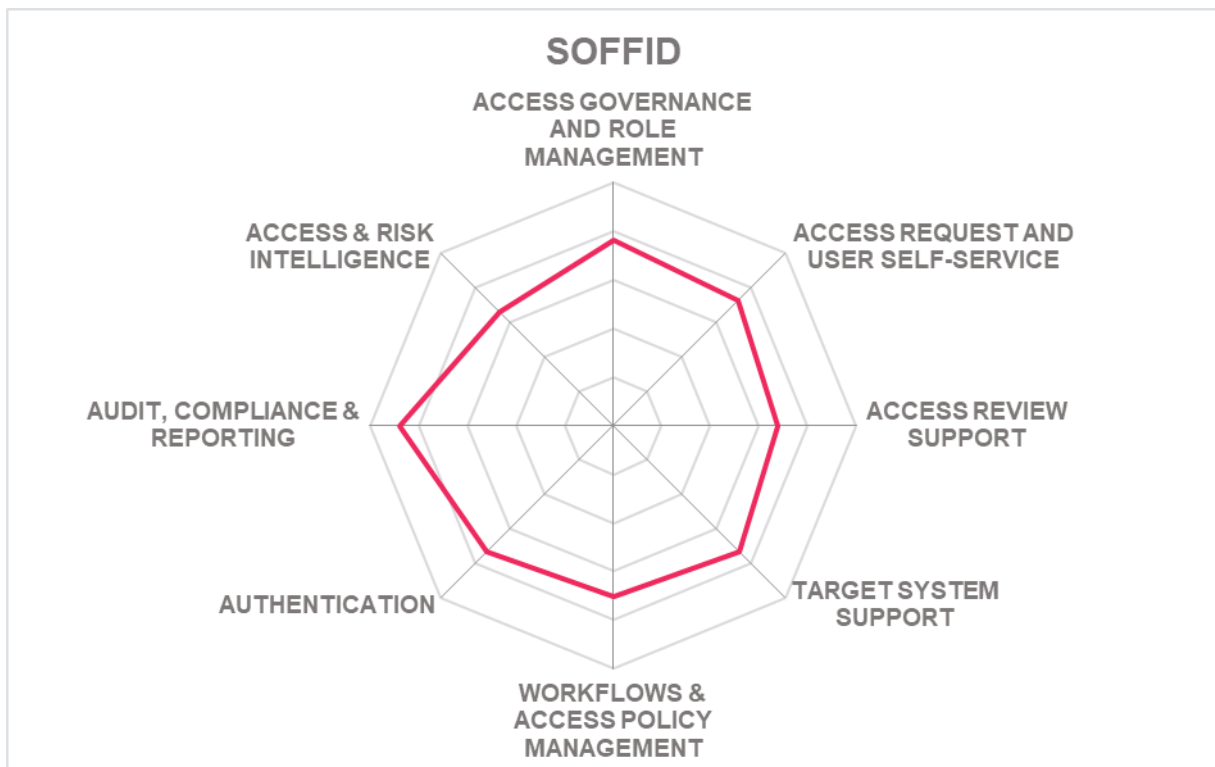 SOFFID
ACCESS GOVERNANCE
AND ROLE
MANAGEMENT
ACCESS & RISK
INTELLIGENCE
ACCESS REQUEST AND
USER SELF-SERVICE
AUDIT, COMPLIANCE &
REPORTING
ACCESS REVIEW
SUPPORT
AUTHENTICATION
TARGET SYSTEM
SUPPORT
WORKFLOWS &
ACCESS POLICY
MANAGEMENT